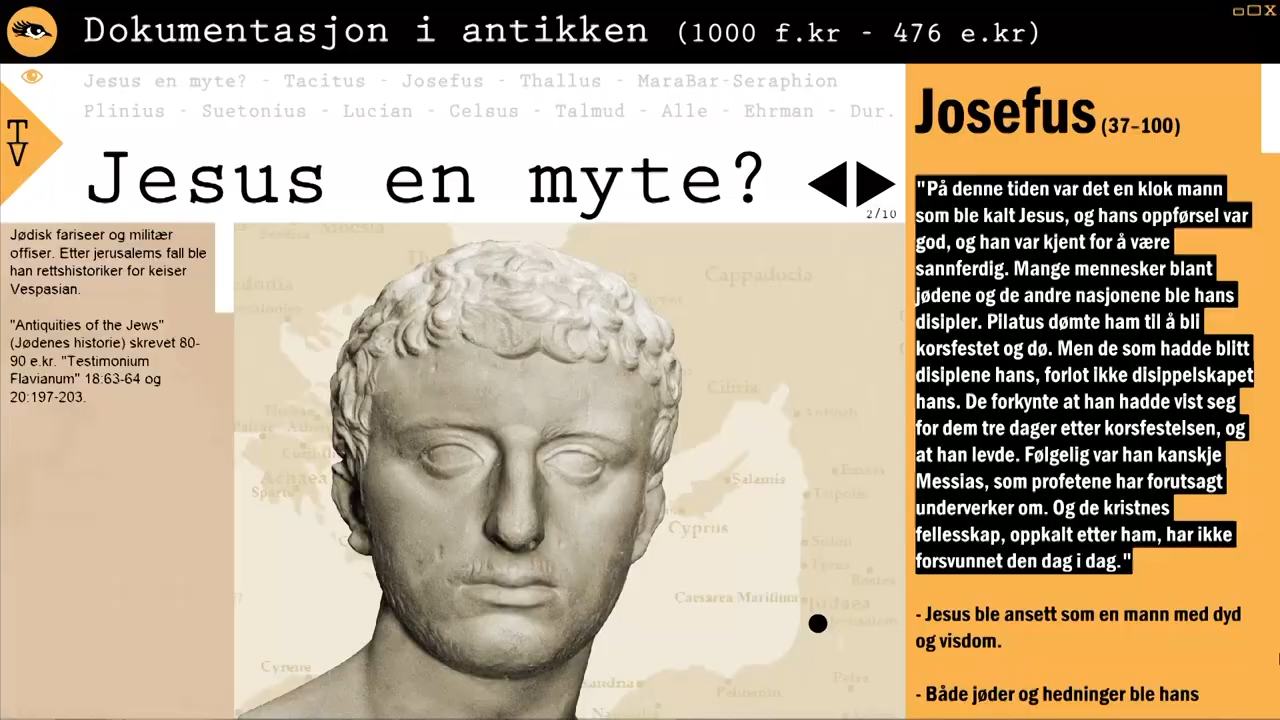 Dokumentasjon i antikken (1000 f.kr - 476 e.kr)
Jesus en myte? - Tacitus - Josefus - Thallus - MaraBar-Seraphion
Plinius - Suetonius - Lucian - Celsus - Talmud - Alle - Ehrman - Dur.
TV
Jesus en myte?
2/10
Jødisk fariseer og militær
offiser. Etter jerusalems fall ble
han rettshistoriker for keiser
Vespasian.
"Antiquities of the Jews"
(Jødenes historie) skrevet 80-
90 e.kr. "Testimonium
Flavianum" 18:63-64 og
20:197-203.
Cappadocia
Cilitia
Antioch
Achaea
Sparta
Salamis
Cyprus
Caesarea Maritima
Judaea
Jerusalem
Cyrene
Petra
Pelusium
Josefus (37-100)
"På denne tiden var det en klok mann
som ble kalt Jesus, og hans oppførsel var
god, og han var kjent for å være
sannferdig. Mange mennesker blant
jødene og de andre nasjonene ble hans
disipler. Pilatus dømte ham til å bli
korsfestet og dø. Men de som hadde blitt
disiplene hans, forlot ikke disippelskapet
hans. De forkynte at han hadde vist seg
for dem tre dager etter korsfestelsen, og
at han levde. Følgelig var han kanskje
Messias, som profetene har forutsagt
underverker om. Og de kristnes
fellesskap, oppkalt etter ham, har ikke
forsvunnet den dag i dag."
- Jesus ble ansett som en mann med dyd
og visdom.
- Både jøder og hedninger ble hans